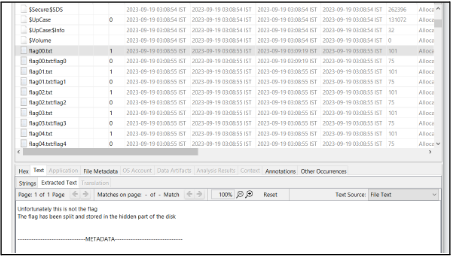 $Secure:$SDS 2023-09-19 03:08:54 IST 2023-09-19 03:08:54 IST 2023-09-19 03:08:54 IST 2023-09-19 03:08:54 IST 262396 Alloca
$UpCase 0 2023-09-19 03:08:54 IST 2023-09-19 03:08:54 IST 2023-09-19 03:08:54 IST 2023-09-19 03:08:54 IST 131072 Alloca
$UpCase:$Info 2023-09-19 03:08:54 IST 2023-09-19 03:08:54 IST 2023-09-19 03:08:54 IST 2023-09-19 03:08:54 IST 32 Alloca
$Volume 2023-09-19 03:08:54 IST 2023-09-19 03:08:54 IST 2023-09-19 03:08:54 IST 2023-09-19 03:08:54 IST 0 Alloca
flag00.txt 1 2023-09-19 03:08:55 IST 2023-09-19 03:09:19 IST 2023-09-19 03:08:55 IST 2023-09-19 03:08:55 IST 101 Alloca
flag00.txt:flag0 0 2023-09-19 03:08:55 IST 2023-09-19 03:09:19 IST 2023-09-19 03:08:55 IST 2023-09-19 03:08:55 IST 75 Alloca
flag01.txt 1 2023-09-19 03:08:55 IST 2023-09-19 03:08:55 IST 2023-09-19 03:08:55 IST 2023-09-19 03:08:55 IST 101 Alloca
flag01.txt:flag1 0 2023-09-19 03:08:55 IST 2023-09-19 03:08:55 IST 2023-09-19 03:08:55 IST 2023-09-19 03:08:55 IST 75 Alloca
flag02.txt 1 2023-09-19 03:08:55 IST 2023-09-19 03:08:55 IST 2023-09-19 03:08:55 IST 2023-09-19 03:08:55 IST 101 Alloca
flag02.txt:flag2 0 2023-09-19 03:08:55 IST 2023-09-19 03:08:55 IST 2023-09-19 03:08:55 IST 2023-09-19 03:08:55 IST 75 Alloca
flag03.txt 1 2023-09-19 03:08:55 IST 2023-09-19 03:08:55 IST 2023-09-19 03:08:55 IST 2023-09-19 03:08:55 IST 101 Alloca
flag03.txt:flag3 0 2023-09-19 03:08:55 IST 2023-09-19 03:08:55 IST 2023-09-19 03:08:55 IST 2023-09-19 03:08:55 IST 75 Alloca
flag04.txt 1 2023-09-19 03:08:55 IST 2023-09-19 03:08:55 IST 2023-09-19 03:08:55 IST 2023-09-19 03:08:55 IST 101 Alloca
flag04.txt:flag4 0 2023-09-19 03:08:55 IST 2023-09-19 03:08:55 IST 2023-09-19 03:08:55 IST 2023-09-19 03:08:55 IST 75 Alloca
Hex Text Application File Metadata OS Account Data Artifacts Analysis Results Context Annotations Other Occurrences
Strings Extracted Text Translation
Page: 1 of 1 Page Matches on page - of - Match 100% Reset Text Source: File Text
Unfortunately this is not the flag
The flag has been split and stored in the hidden part of the disk
------------------------------METADATA------------------------------